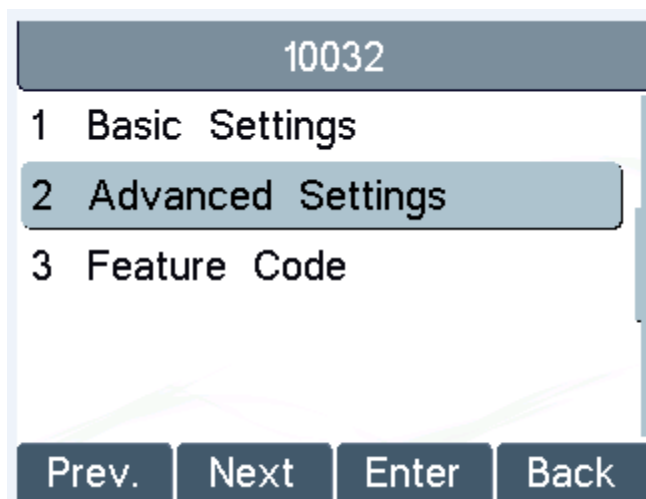 10032
1 Basic Settings
2 Advanced Settings
3 Feature Code
Prev. Next Enter Back